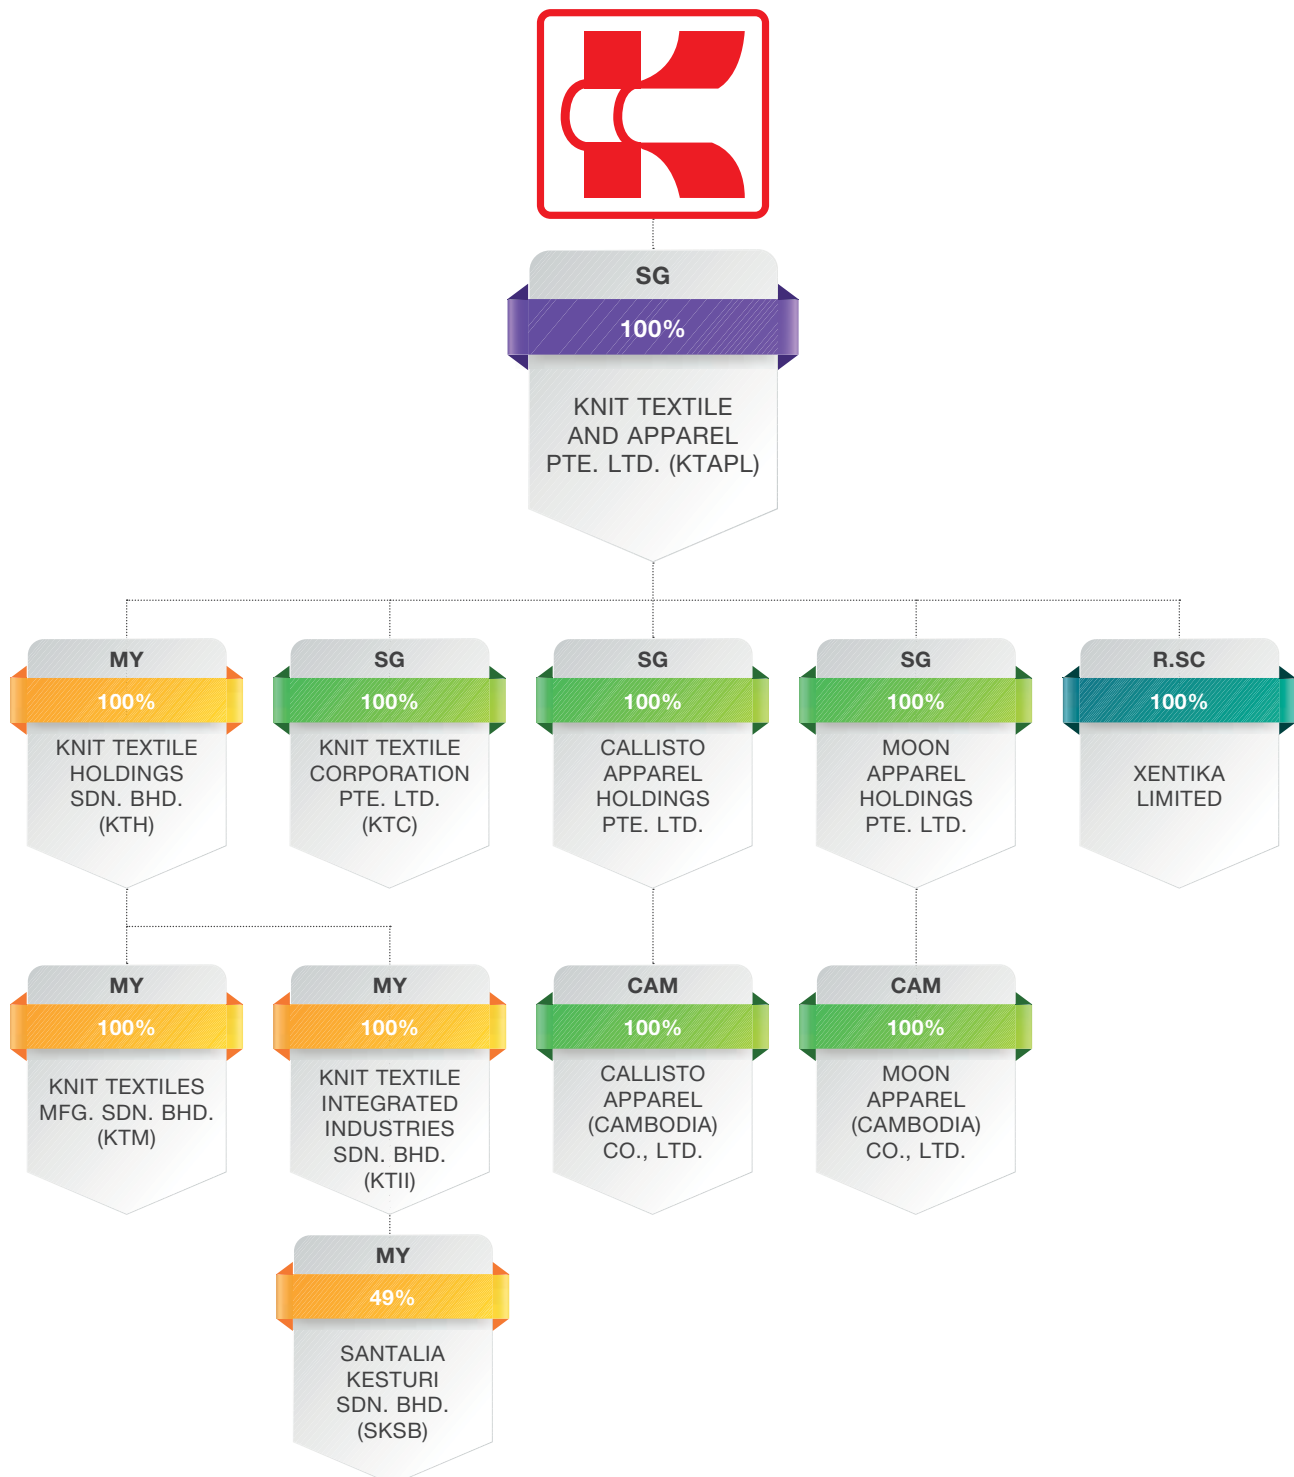 SG
100%
KNIT TEXTILE
AND APPAREL
PTE. LTD. (KTAPL)
MY
100%
KNIT TEXTILE
HOLDINGS
SDN. BHD.
(KTH)
SG
100%
KNIT TEXTILE
CORPORATION
PTE. LTD.
(KTC)
SG
100%
CALLISTO
APPAREL
HOLDINGS
PTE. LTD.
SG
100%
MOON
APPAREL
HOLDINGS
PTE. LTD.
R.SC
100%
XENTIKA
LIMITED
MY
100%
KNIT TEXTILES
MFG. SDN. BHD.
(KTM)
MY
100%
KNIT TEXTILE
INTEGRATED
INDUSTRIES
SDN. BHD.
(KTII)
CAM
100%
CALLISTO
APPAREL
(CAMBODIA)
CO., LTD.
CAM
100%
MOON
APPAREL
(CAMBODIA)
CO., LTD.
MY
49%
SANTALIA
KESTURI
SDN. BHD.
(SKSB)